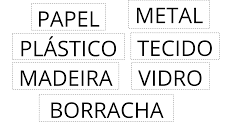 PAPEL METAL
PLÁSTICO TECIDO
MADEIRA VIDRO
BORRACHA